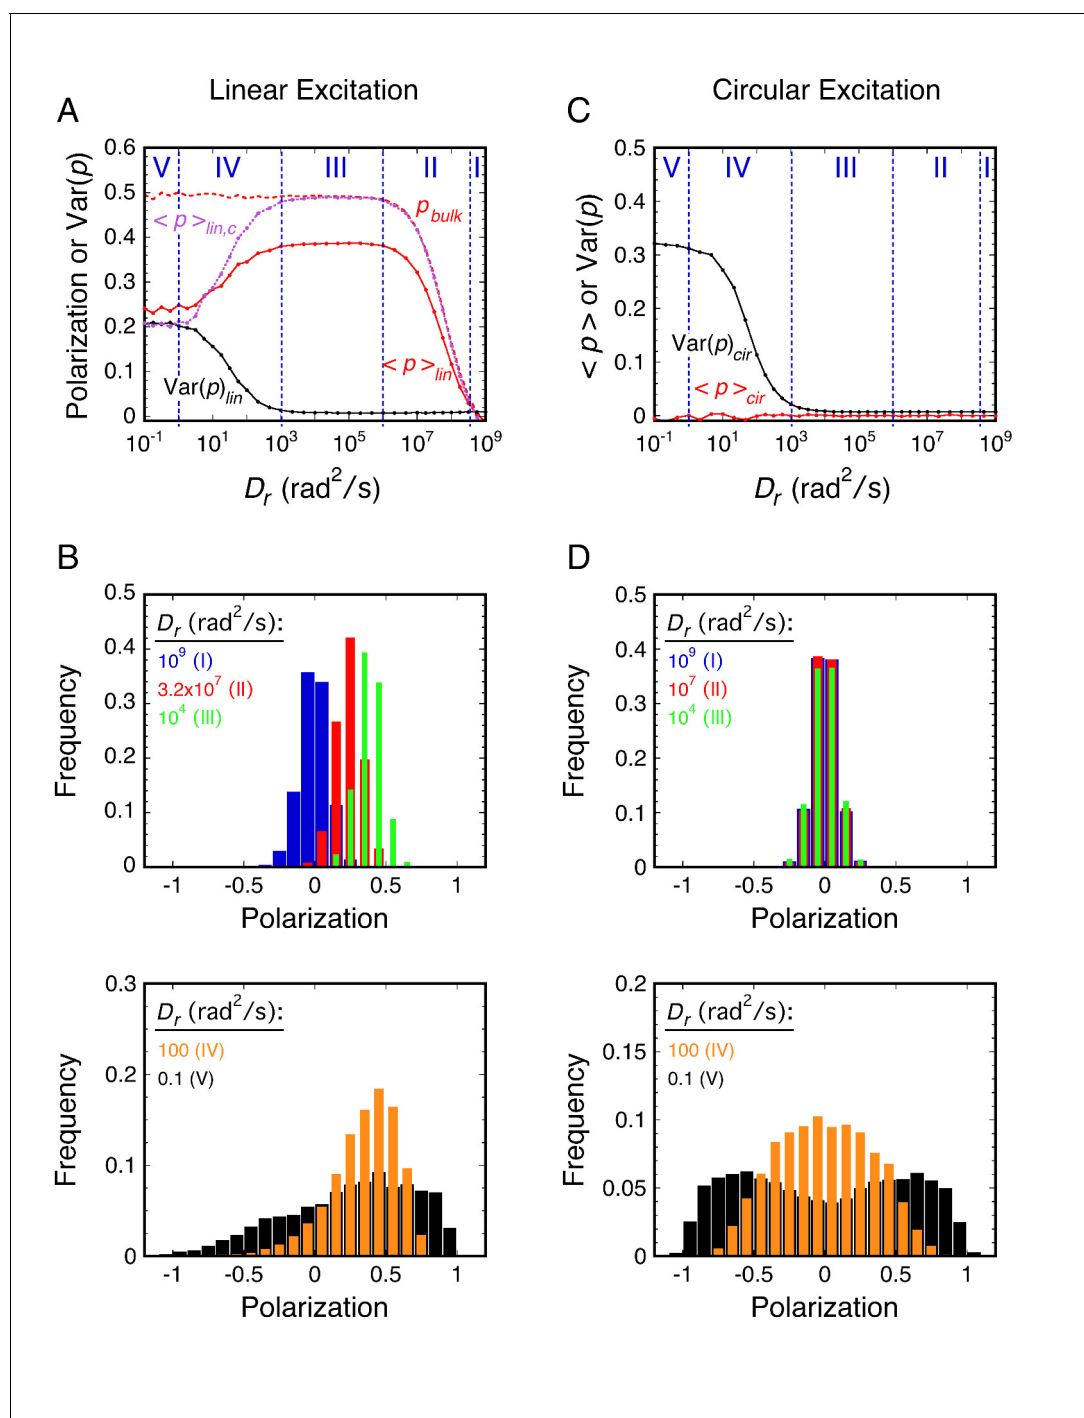 Linear Excitation
Circular Excitation
A
C
0.6
0.5
0.4
0.3
0.2
0.1
0
Polarization or Var(p)
V IV III II I
p_bulk
< p >_lin,c
< p >_lin
Var(p)_lin
10^-1 10^1 10^3 10^5 10^7 10^9
D_r (rad^2/s)
0.5
0.4
0.3
0.2
0.1
0
< p > or Var(p)
V IV III II I
Var(p)_cir
< p >_cir
10^-1 10^1 10^3 10^5 10^7 10^9
D_r (rad^2/s)
B
D
0.5
0.4
0.3
0.2
0.1
0
Frequency
D_r (rad^2/s):
10^9 (I)
3.2x10^7 (II)
10^4 (III)
-1 -0.5 0 0.5 1
Polarization
0.5
0.4
0.3
0.2
0.1
0
Frequency
D_r (rad^2/s):
10^9 (I)
10^7 (II)
10^4 (III)
-1 -0.5 0 0.5 1
Polarization
0.3
0.2
0.1
0
Frequency
D_r (rad^2/s):
100 (IV)
0.1 (V)
-1 -0.5 0 0.5 1
Polarization
0.2
0.15
0.1
0.05
0
Frequency
D_r (rad^2/s):
100 (IV)
0.1 (V)
-1 -0.5 0 0.5 1
Polarization